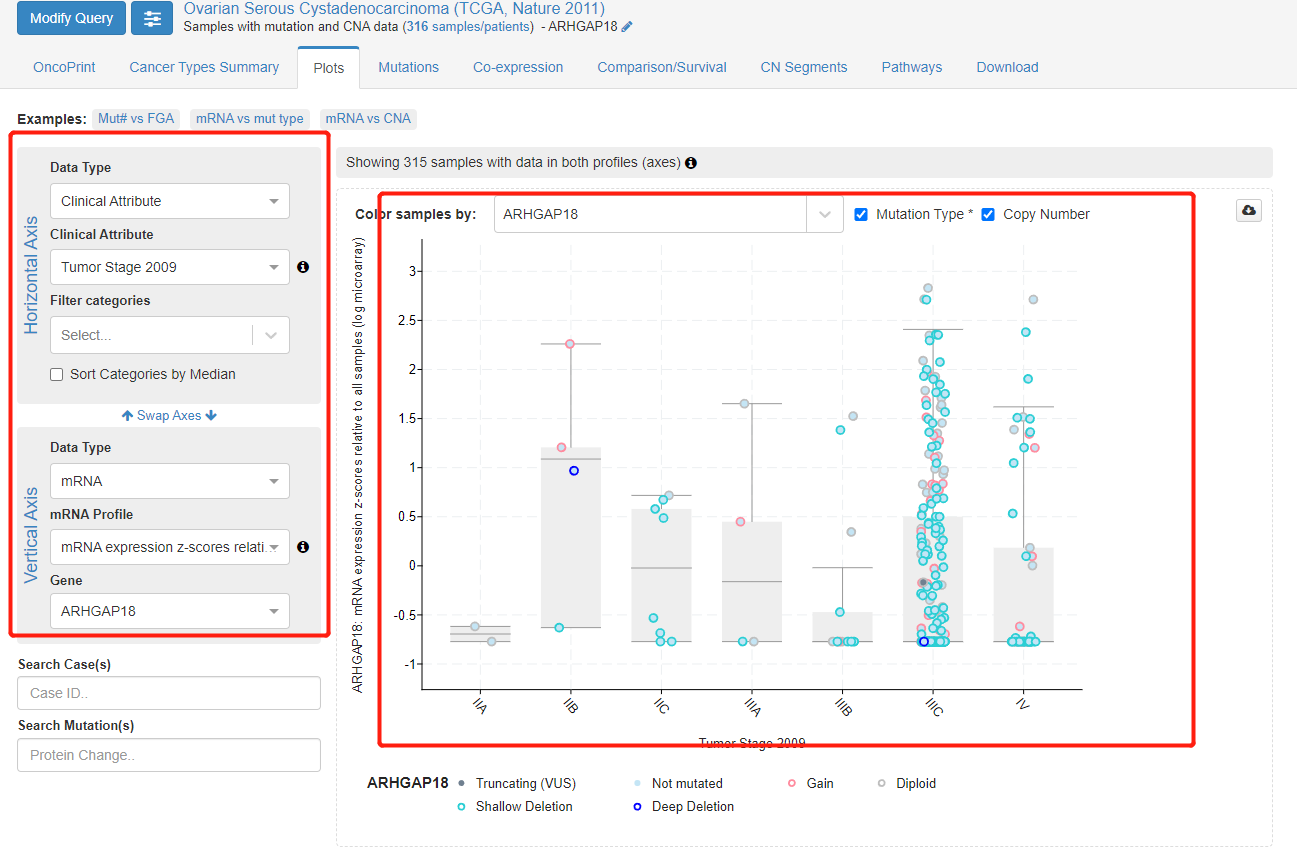 Modify Query
Ovarian Serous Cystadenocarcinoma (TCGA, Nature 2011)
Samples with mutation and CNA data (316 samples/patients) - ARHGAP18
OncoPrint Cancer Types Summary Plots Mutations Co-expression Comparison/Survival CN Segments Pathways Download
Examples: Mut# vs FGA mRNA vs mut type mRNA vs CNA
Horizontal Axis
Data Type
Clinical Attribute
Clinical Attribute
Tumor Stage 2009
Filter categories
Select...
Sort Categories by Median
Swap Axes
Vertical Axis
Data Type
mRNA
mRNA Profile
mRNA expression z-scores relati...
Gene
ARHGAP18
Search Case(s)
Case ID..
Search Mutation(s)
Protein Change..
Showing 315 samples with data in both profiles (axes)
Color samples by: ARHGAP18 Mutation Type * Copy Number
ARHGAP18: mRNA expression z-scores relative to all samples (log microarray)
3
2.5
2
1.5
1
0.5
0
-0.5
-1
IIA IIB IIC IIIA IIIB IIIC IV
Tumor Stage 2009
ARHGAP18 Truncating (VUS) Not mutated Gain Diploid
Shallow Deletion Deep Deletion